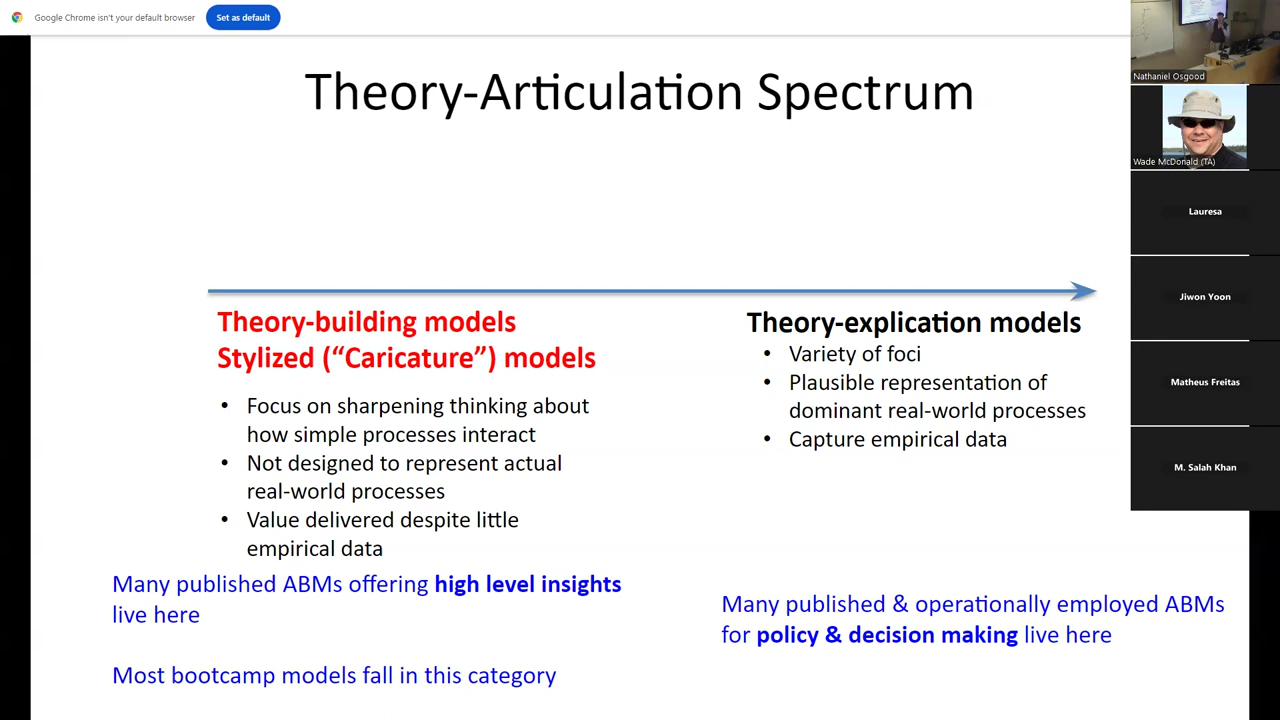 Google Chrome isn't your default browser
Set as default
Theory-Articulation Spectrum
Theory-building models
Stylized (“Caricature”) models
• Focus on sharpening thinking about
how simple processes interact
• Not designed to represent actual
real-world processes
• Value delivered despite little
empirical data
Many published ABMs offering high level insights
live here
Most bootcamp models fall in this category
Theory-explication models
• Variety of foci
• Plausible representation of
dominant real-world processes
• Capture empirical data
Many published & operationally employed ABMs
for policy & decision making live here
Nathaniel Osgood
Wade McDonald (TA)
Lauresa
Jiwon Yoon
Matheus Freitas
M. Salah Khan